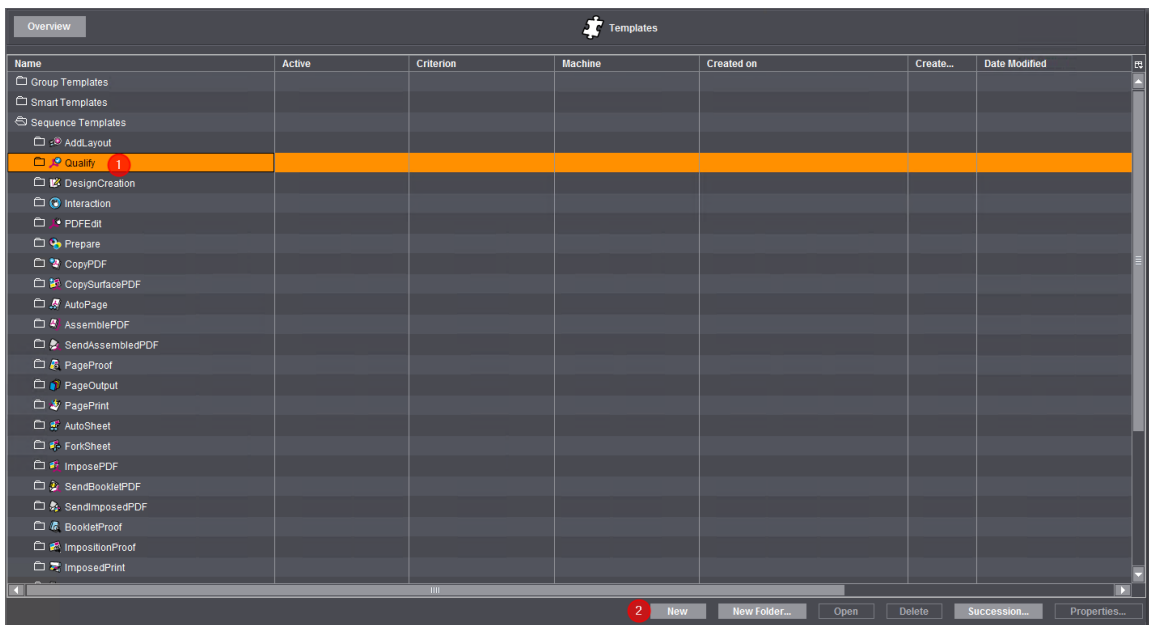 Overview
Templates
Name Active Criterion Machine Created on Create... Date Modified
Group Templates
Smart Templates
Sequence Templates
AddLayout
Qualify 1
DesignCreation
Interaction
PDFEdit
Prepare
CopyPDF
CopySurfacePDF
AutoPage
AssemblePDF
SendAssembledPDF
PageProof
PageOutput
PagePrint
AutoSheet
ForkSheet
ImposePDF
SendBookletPDF
SendImposedPDF
BookletProof
ImpositionProof
ImposedPrint
2 New New Folder... Open Delete Succession... Properties...